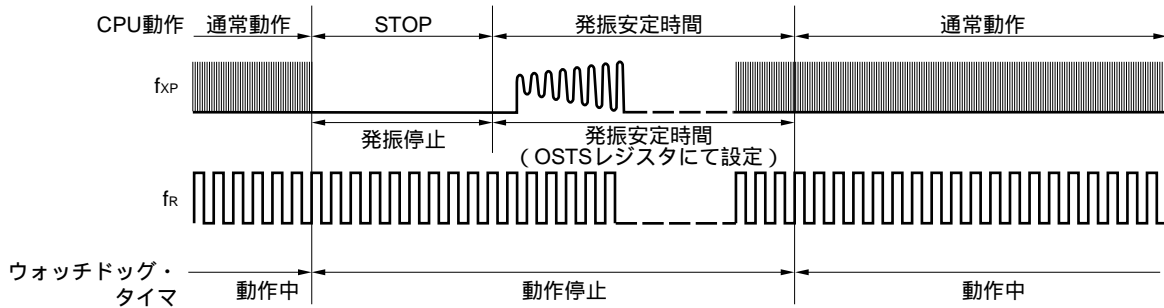 CPU動作 通常動作 STOP 発振安定時間 通常動作
fXP
発振停止 発振安定時間
(OSTSレジスタにて設定)
fR
ウォッチドッグ・
タイマ 動作中 動作停止 動作中